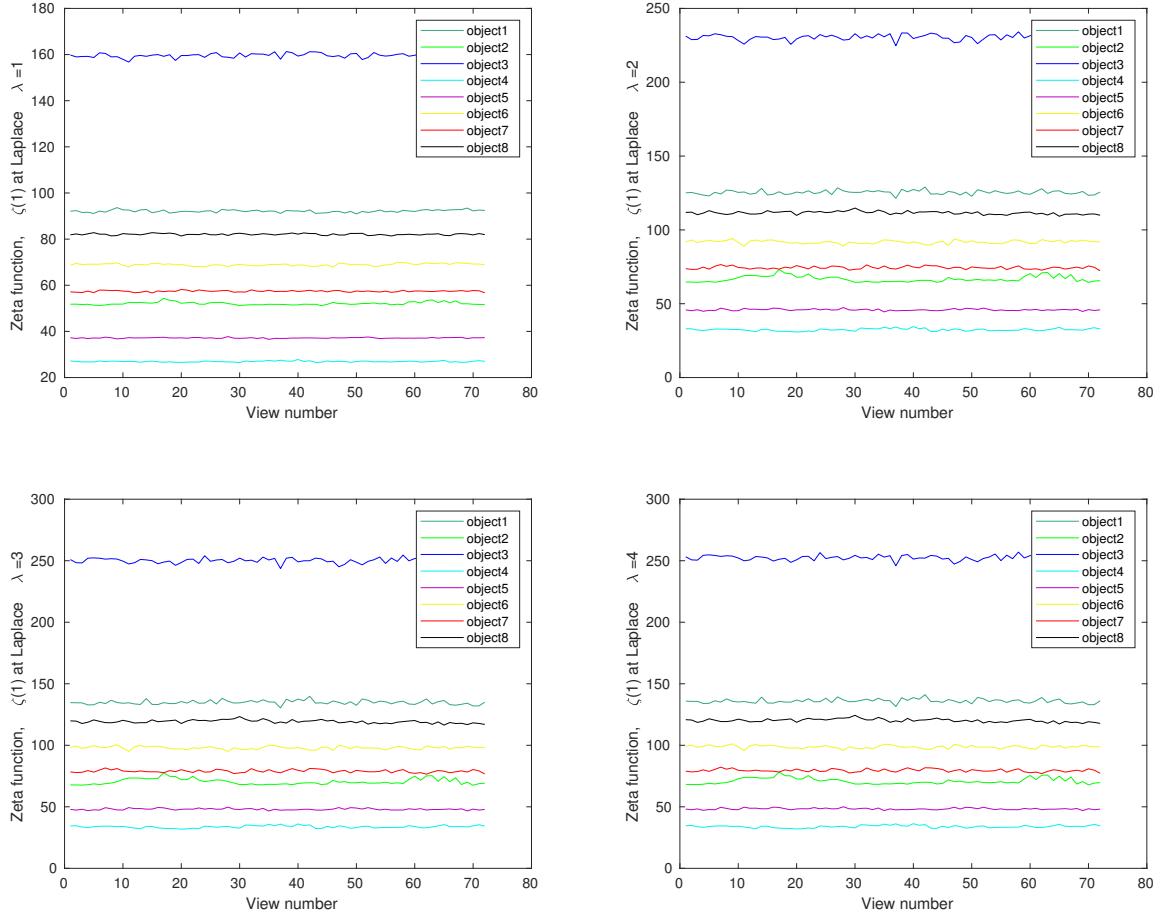 180
160
140
120
100
80
60
40
20
0 10 20 30 40 50 60 70 80
View number
Zeta function, ζ(1) at Laplace λ =1
object1
object2
object3
object4
object5
object6
object7
object8
250
200
150
100
50
0
0 10 20 30 40 50 60 70 80
View number
Zeta function, ζ(1) at Laplace λ =2
object1
object2
object3
object4
object5
object6
object7
object8
300
250
200
150
100
50
0
0 10 20 30 40 50 60 70 80
View number
Zeta function, ζ(1) at Laplace λ =3
object1
object2
object3
object4
object5
object6
object7
object8
300
250
200
150
100
50
0
0 10 20 30 40 50 60 70 80
View number
Zeta function, ζ(1) at Laplace λ =4
object1
object2
object3
object4
object5
object6
object7
object8